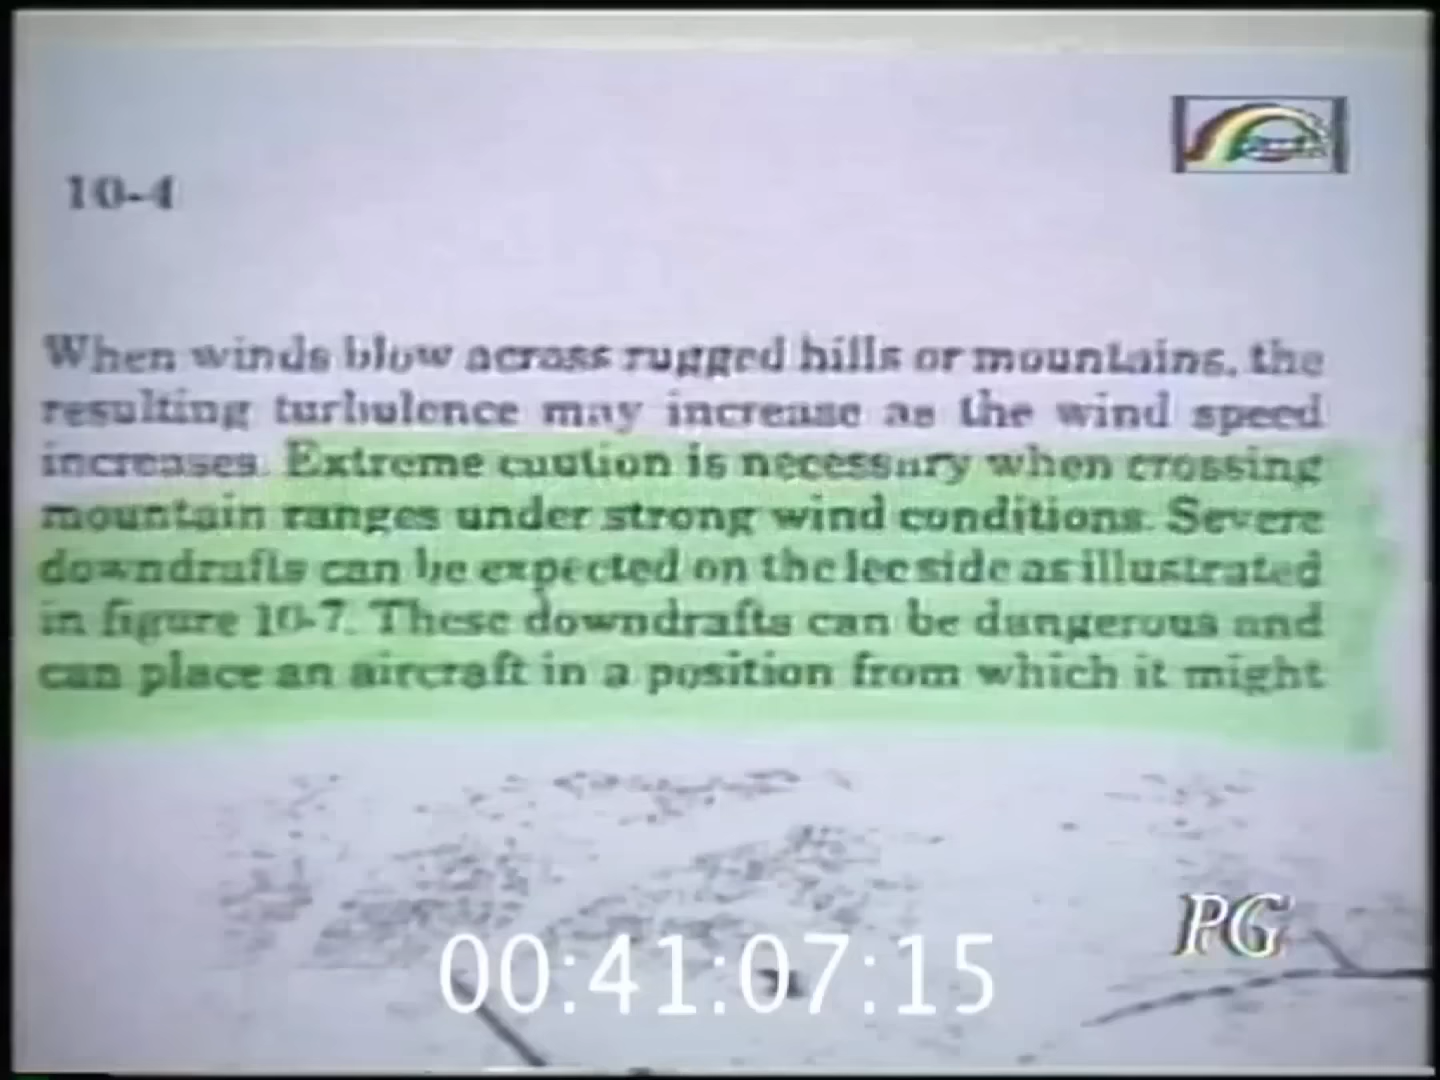 10-4
When winds blow across rugged hills or mountains, the
resulting turbulence may increase as the wind speed
increases. Extreme caution is necessary when crossing
mountain ranges under strong wind conditions. Severe
downdrafts can be expected on the lee side as illustrated
in figure 10-7. These downdrafts can be dangerous and
can place an aircraft in a position from which it might
PG
00:41:07:15